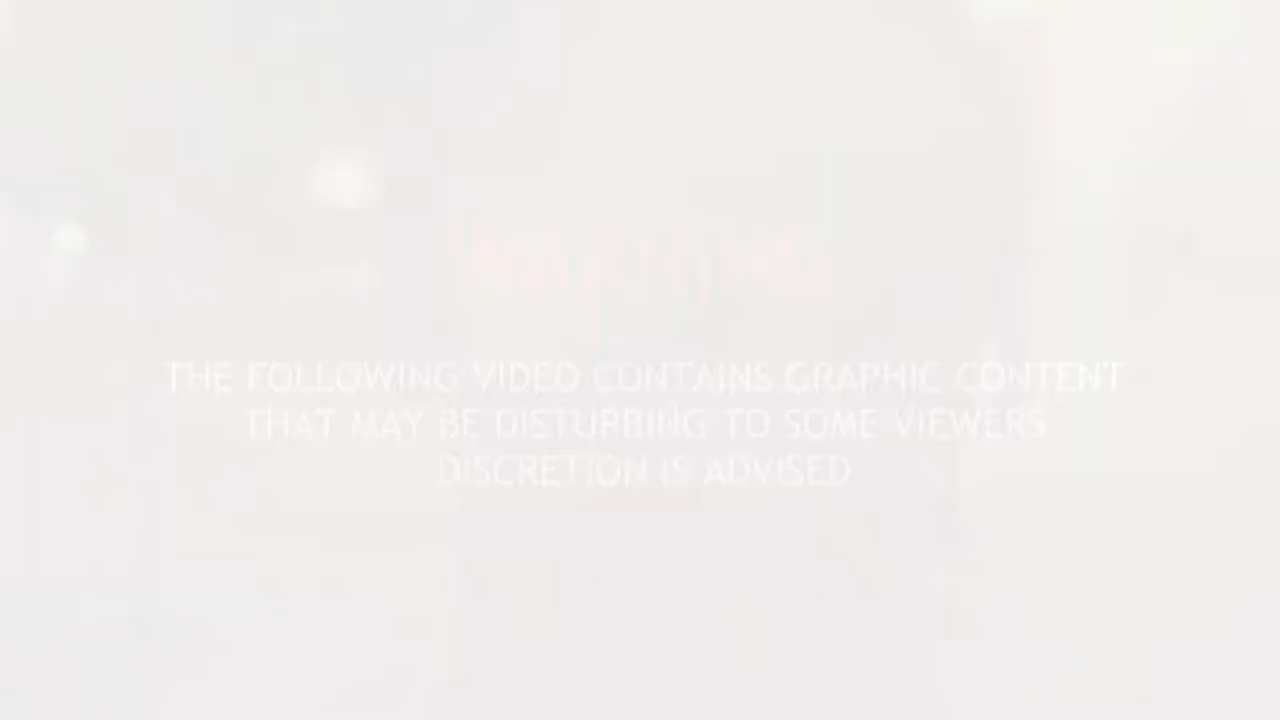 THE FOLLOWING VIDEO CONTAINS GRAPHIC CONTENT
THAT MAY BE DISTURBING TO SOME VIEWERS
DISCRETION IS ADVISED